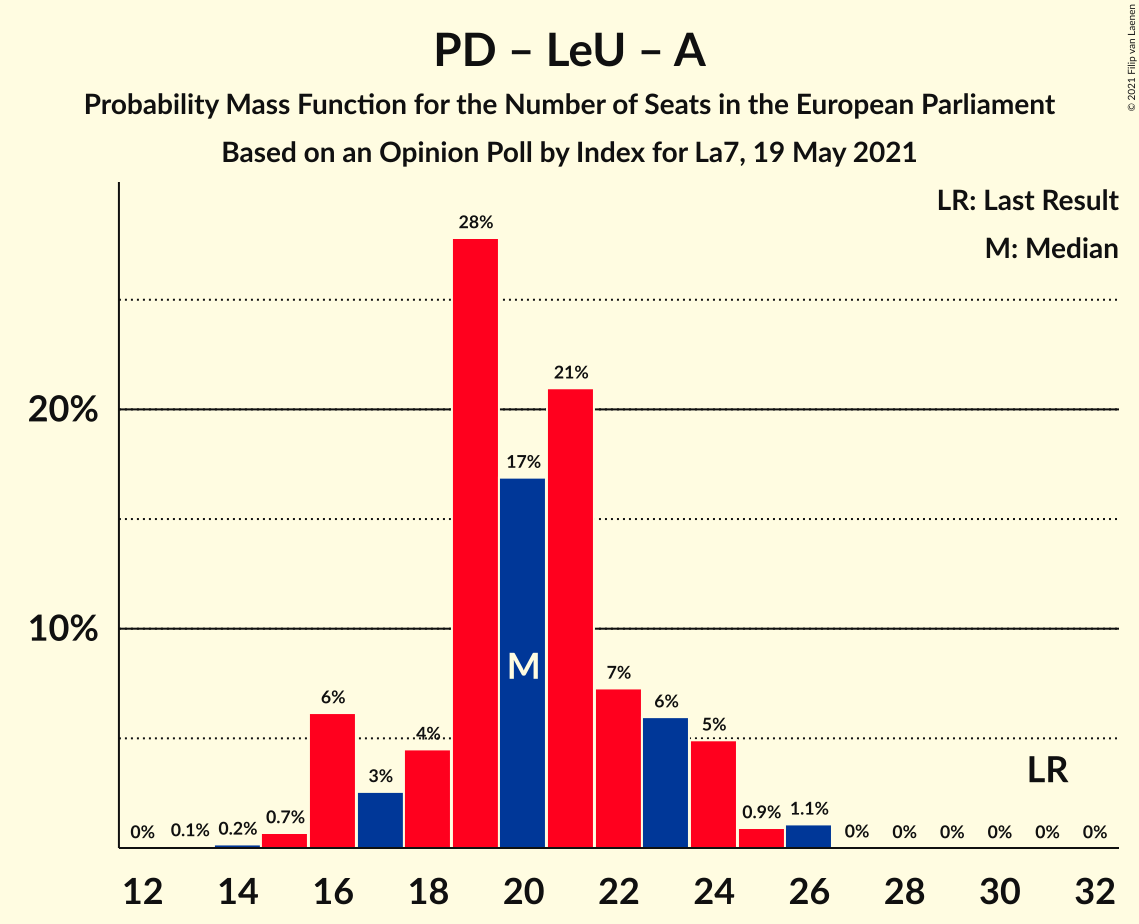 PD – LeU – A
Probability Mass Function for the Number of Seats in the European Parliament
Based on an Opinion Poll by Index for La7, 19 May 2021
© 2021 Filip van Laenen
LR: Last Result
M: Median
20%
10%
0%
0.1%
0.2%
0.7%
6%
3%
4%
28%
17%
21%
7%
6%
5%
0.9%
1.1%
0%
0%
0%
0%
0%
0%
M
LR
12 14 16 18 20 22 24 26 28 30 32